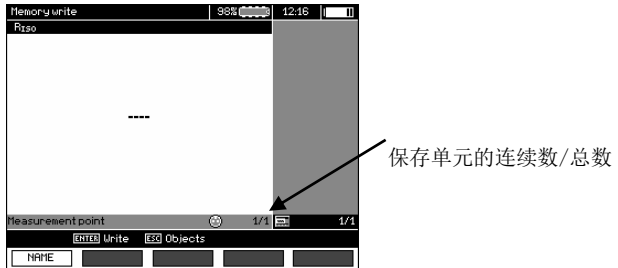 Memory write 98% 12:16
RISO
----
保存单元的连续数/总数
Measurement point 1/1 1/1
ENTER Write ESC Objects
NAME